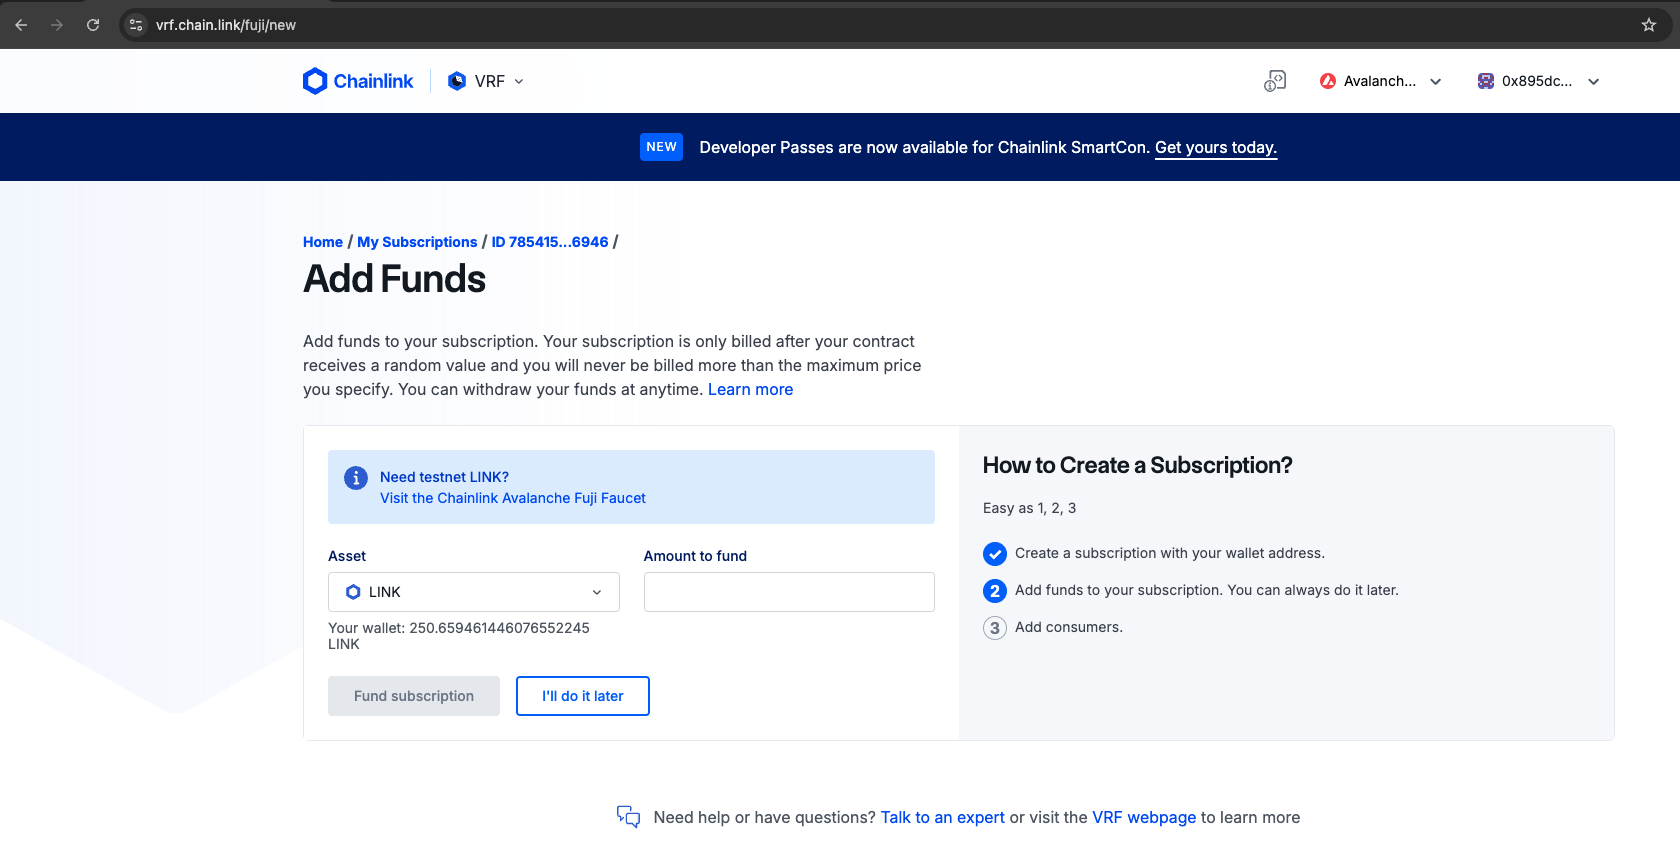 vrf.chain.link/fuji/new
Chainlink
VRF
Avalanch...
0x895dc...
NEW
Developer Passes are now available for Chainlink SmartCon. Get yours today.
Home / My Subscriptions / ID 785415...6946 /
Add Funds
Add funds to your subscription. Your subscription is only billed after your contract
receives a random value and you will never be billed more than the maximum price
you specify. You can withdraw your funds at anytime. Learn more
Need testnet LINK?
Visit the Chainlink Avalanche Fuji Faucet
Asset
Amount to fund
LINK
Your wallet: 250.659461446076552245
LINK
Fund subscription
I'll do it later
How to Create a Subscription?
Easy as 1, 2, 3
Create a subscription with your wallet address.
2 Add funds to your subscription. You can always do it later.
3 Add consumers.
Need help or have questions? Talk to an expert or visit the VRF webpage to learn more